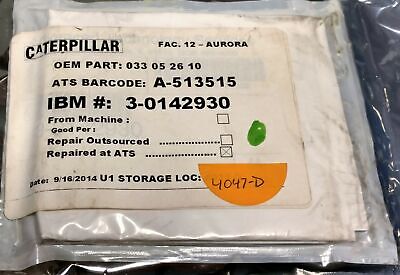 CATERPILLAR FAC. 12 – AURORA
OEM PART: 033 05 26 10
ATS BARCODE: A-513515
IBM #: 3-0142930
From Machine :
Good Per :
Repair Outsourced
Repaired at ATS
Date: 9/16/2014 U1 STORAGE LOC:
4047-D